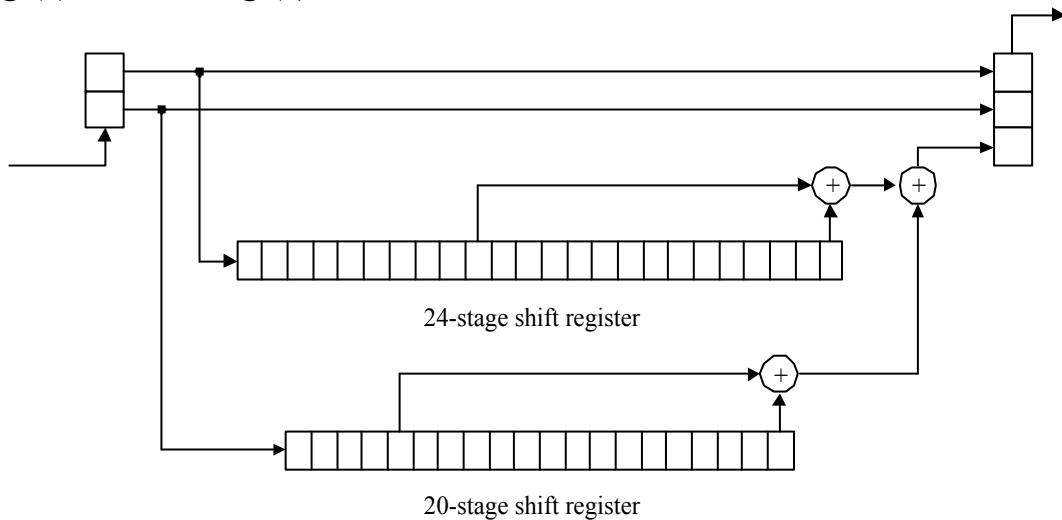 + +
24-stage shift register
+
20-stage shift register